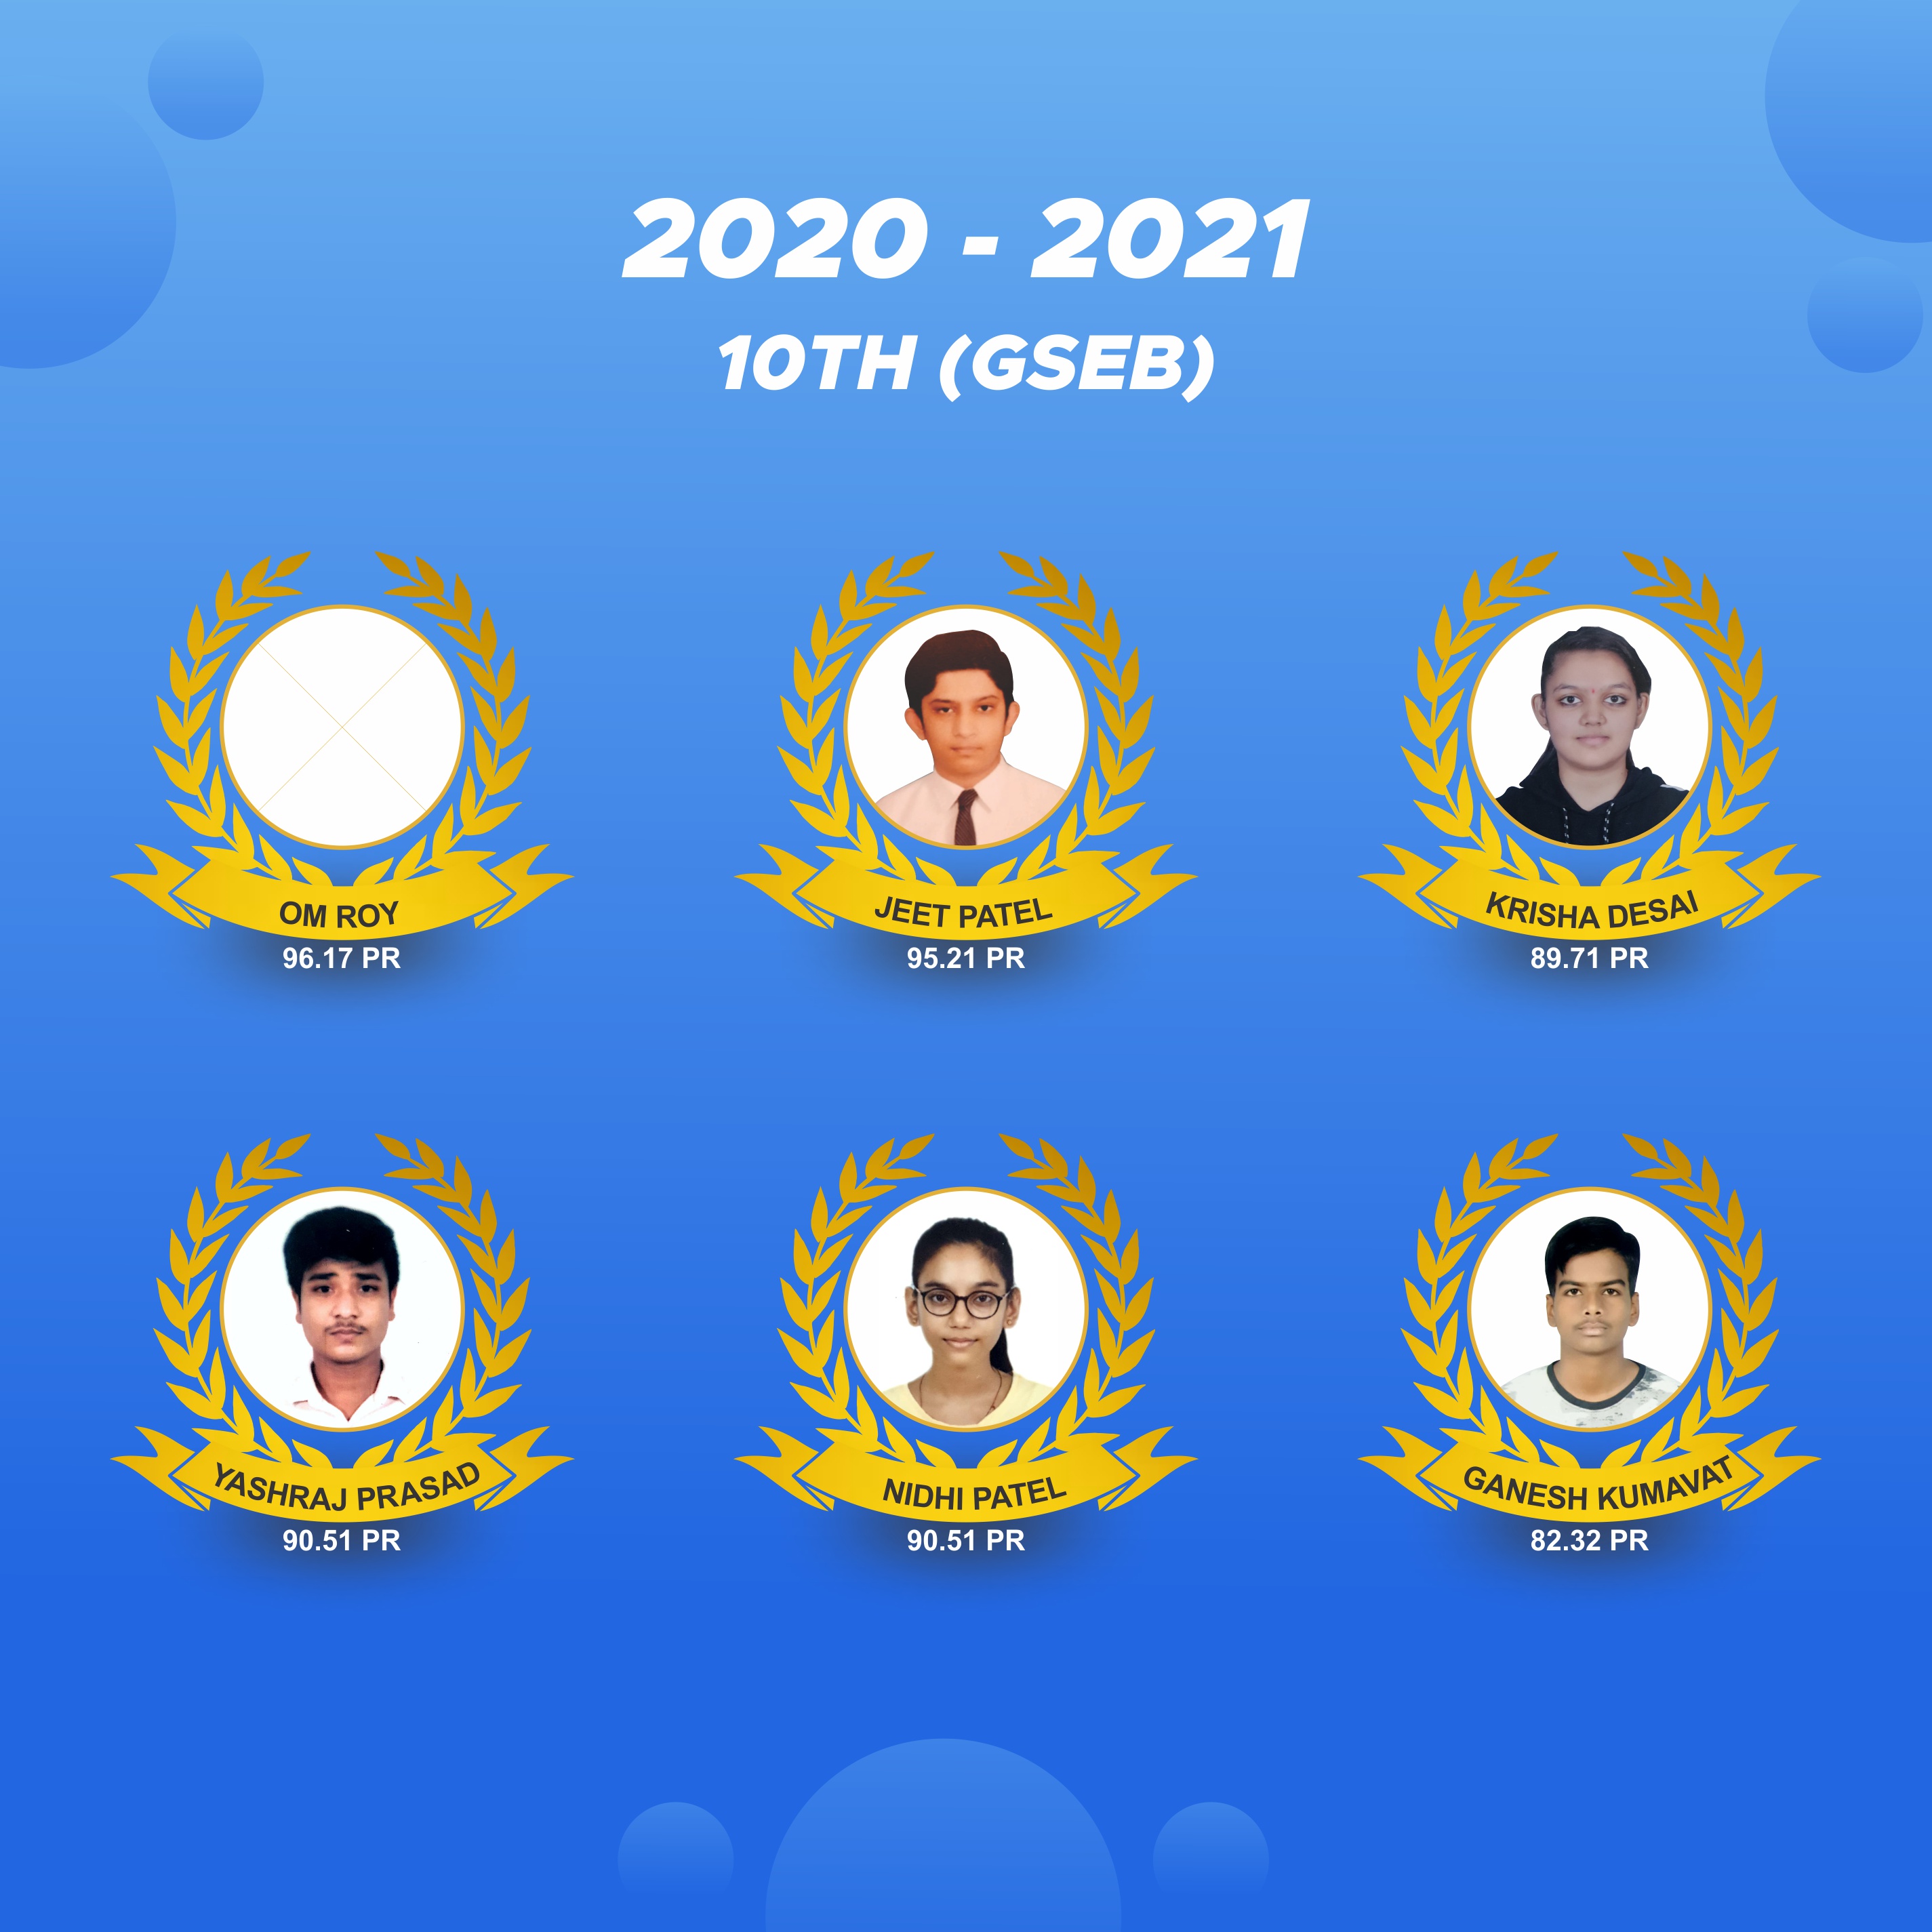 2020 - 2021
10TH (GSEB)
OM ROY
96.17 PR
JEET PATEL
95.21 PR
KRISHA DESAI
89.71 PR
YASHRAJ PRASAD
90.51 PR
NIDHI PATEL
90.51 PR
GANESH KUMAVAT
82.32 PR